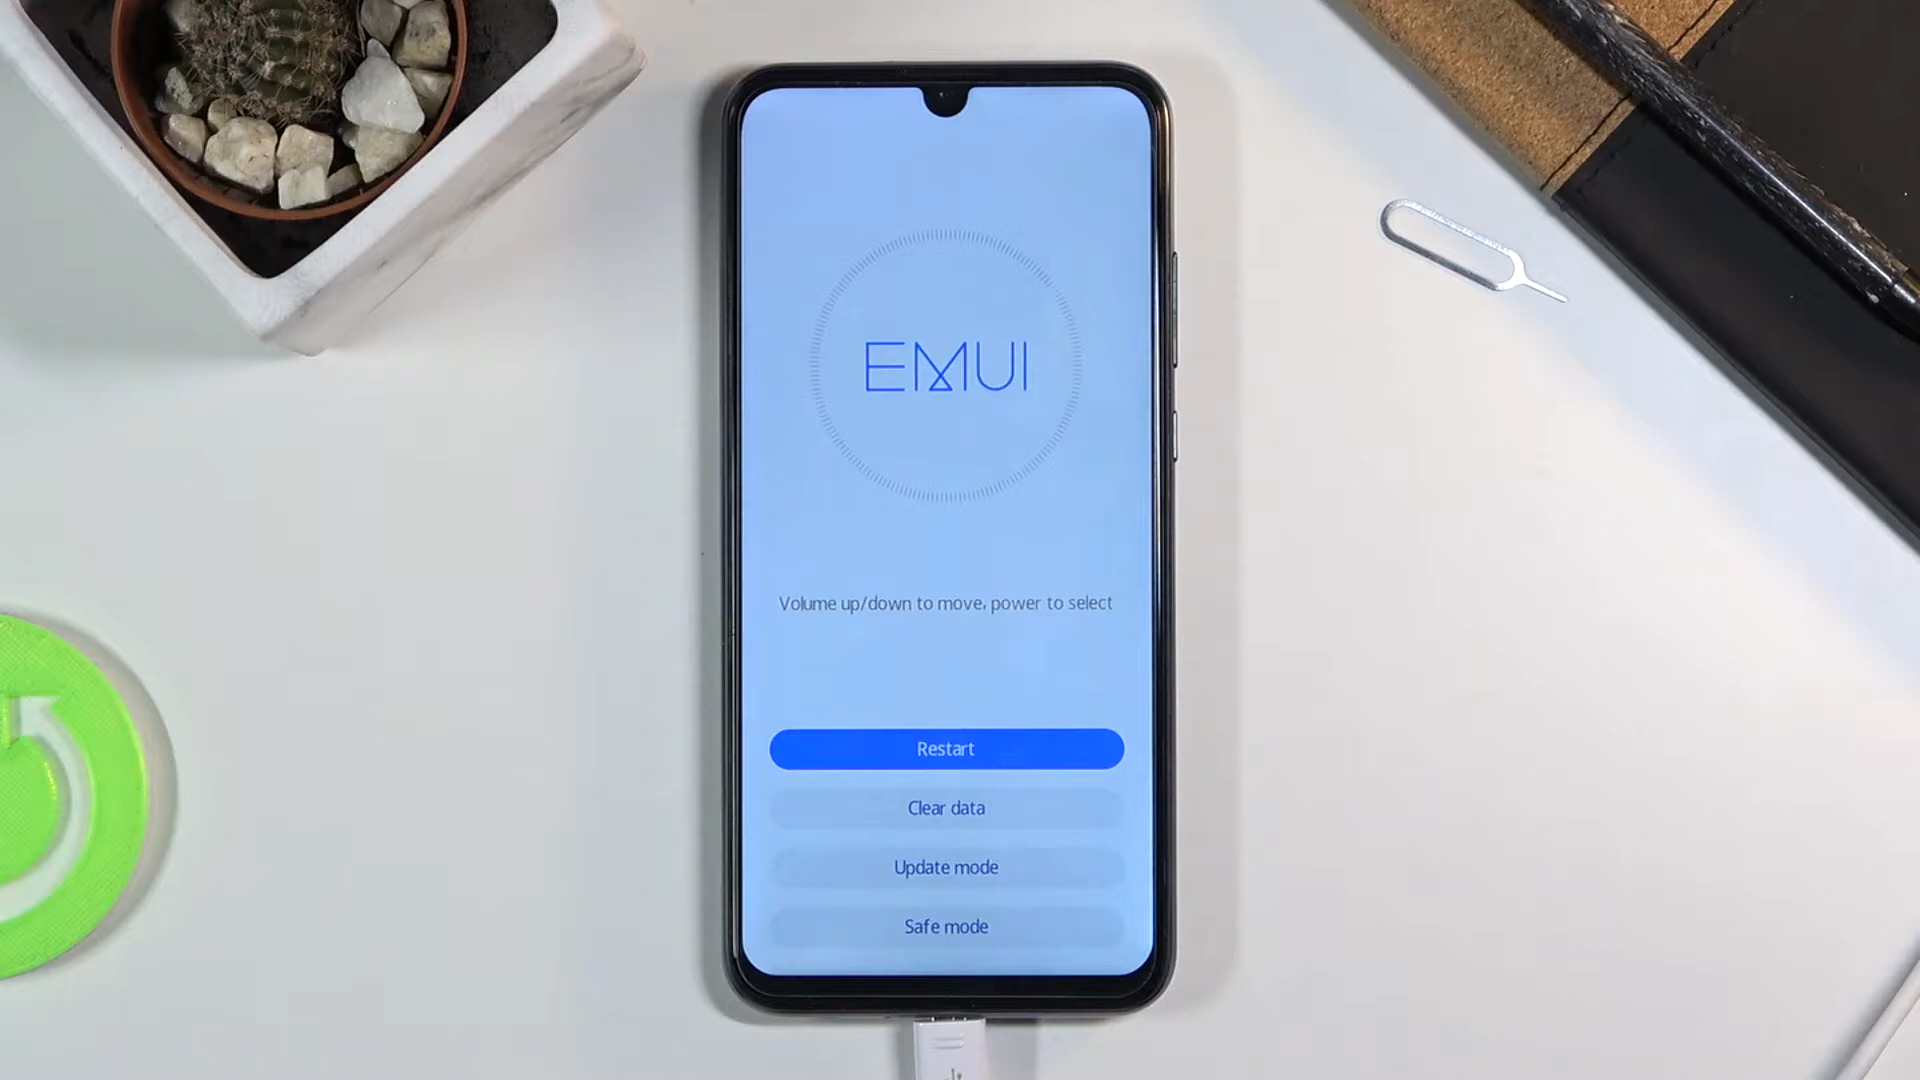 EMUI
Volume up/down to move, power to select
Restart
Clear data
Update mode
Safe mode